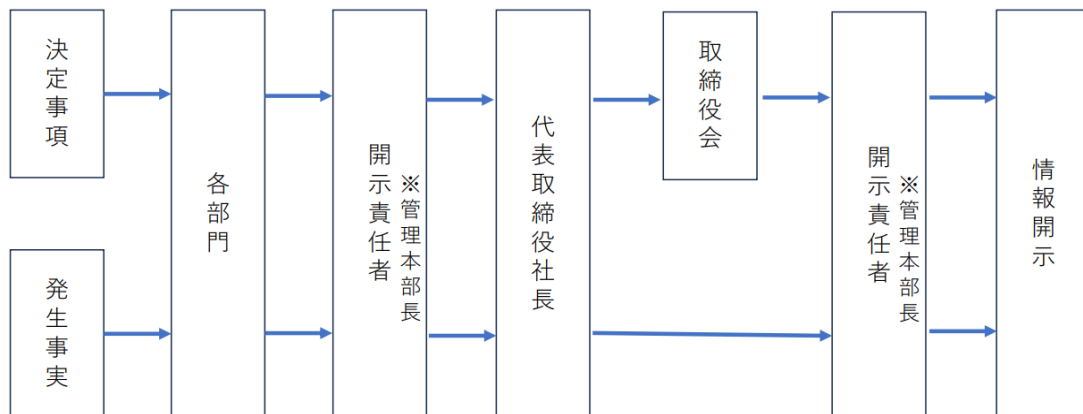 決定事項
発生事実
各部門
開示責任者
※管理本部長
代表取締役社長
取締役会
開示責任者
※管理本部長
情報開示